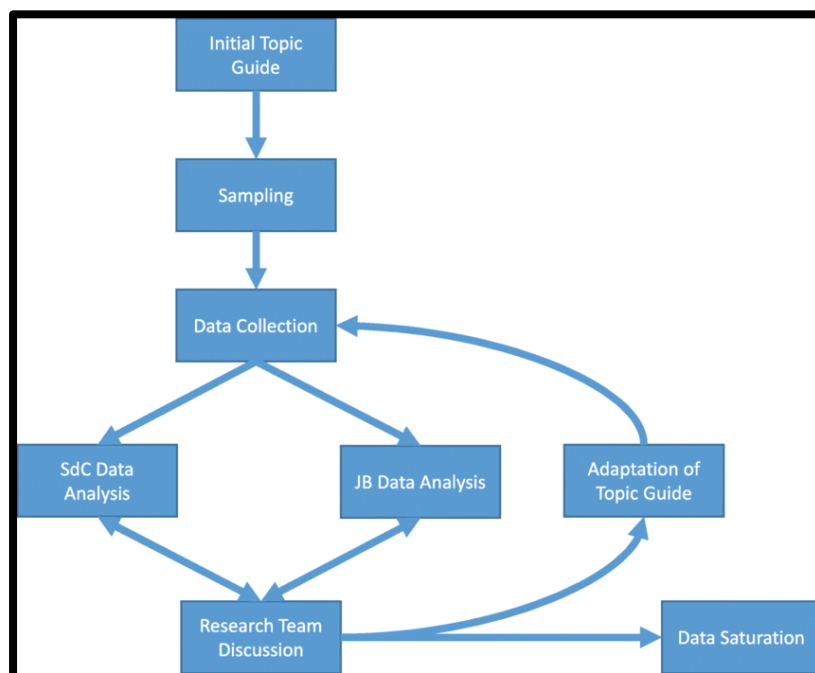 Initial Topic
Guide
Sampling
Data Collection
SdC Data
Analysis
JB Data Analysis
Adaptation of
Topic Guide
Research Team
Discussion
Data Saturation